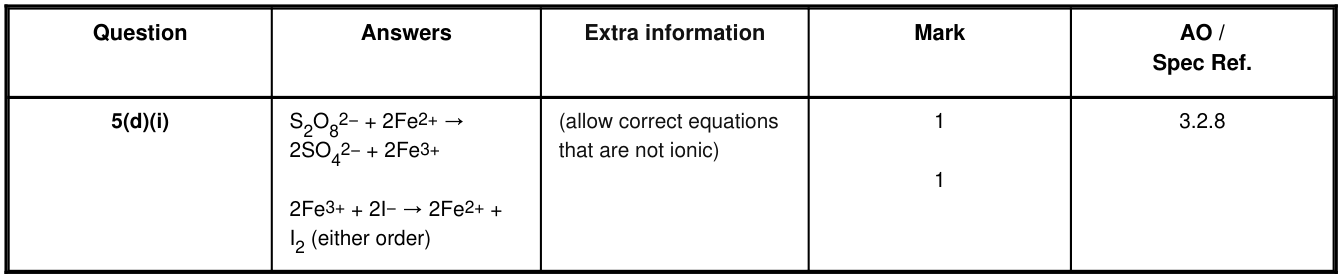 Question
Answers
Extra information
Mark
AO /
Spec Ref.
5(d)(i)
S₂O₈²⁻ + 2Fe²⁺ →
2SO₄²⁻ + 2Fe³⁺
2Fe³⁺ + 2I⁻ → 2Fe²⁺ +
I₂ (either order)
(allow correct equations
that are not ionic)
1
1
3.2.8